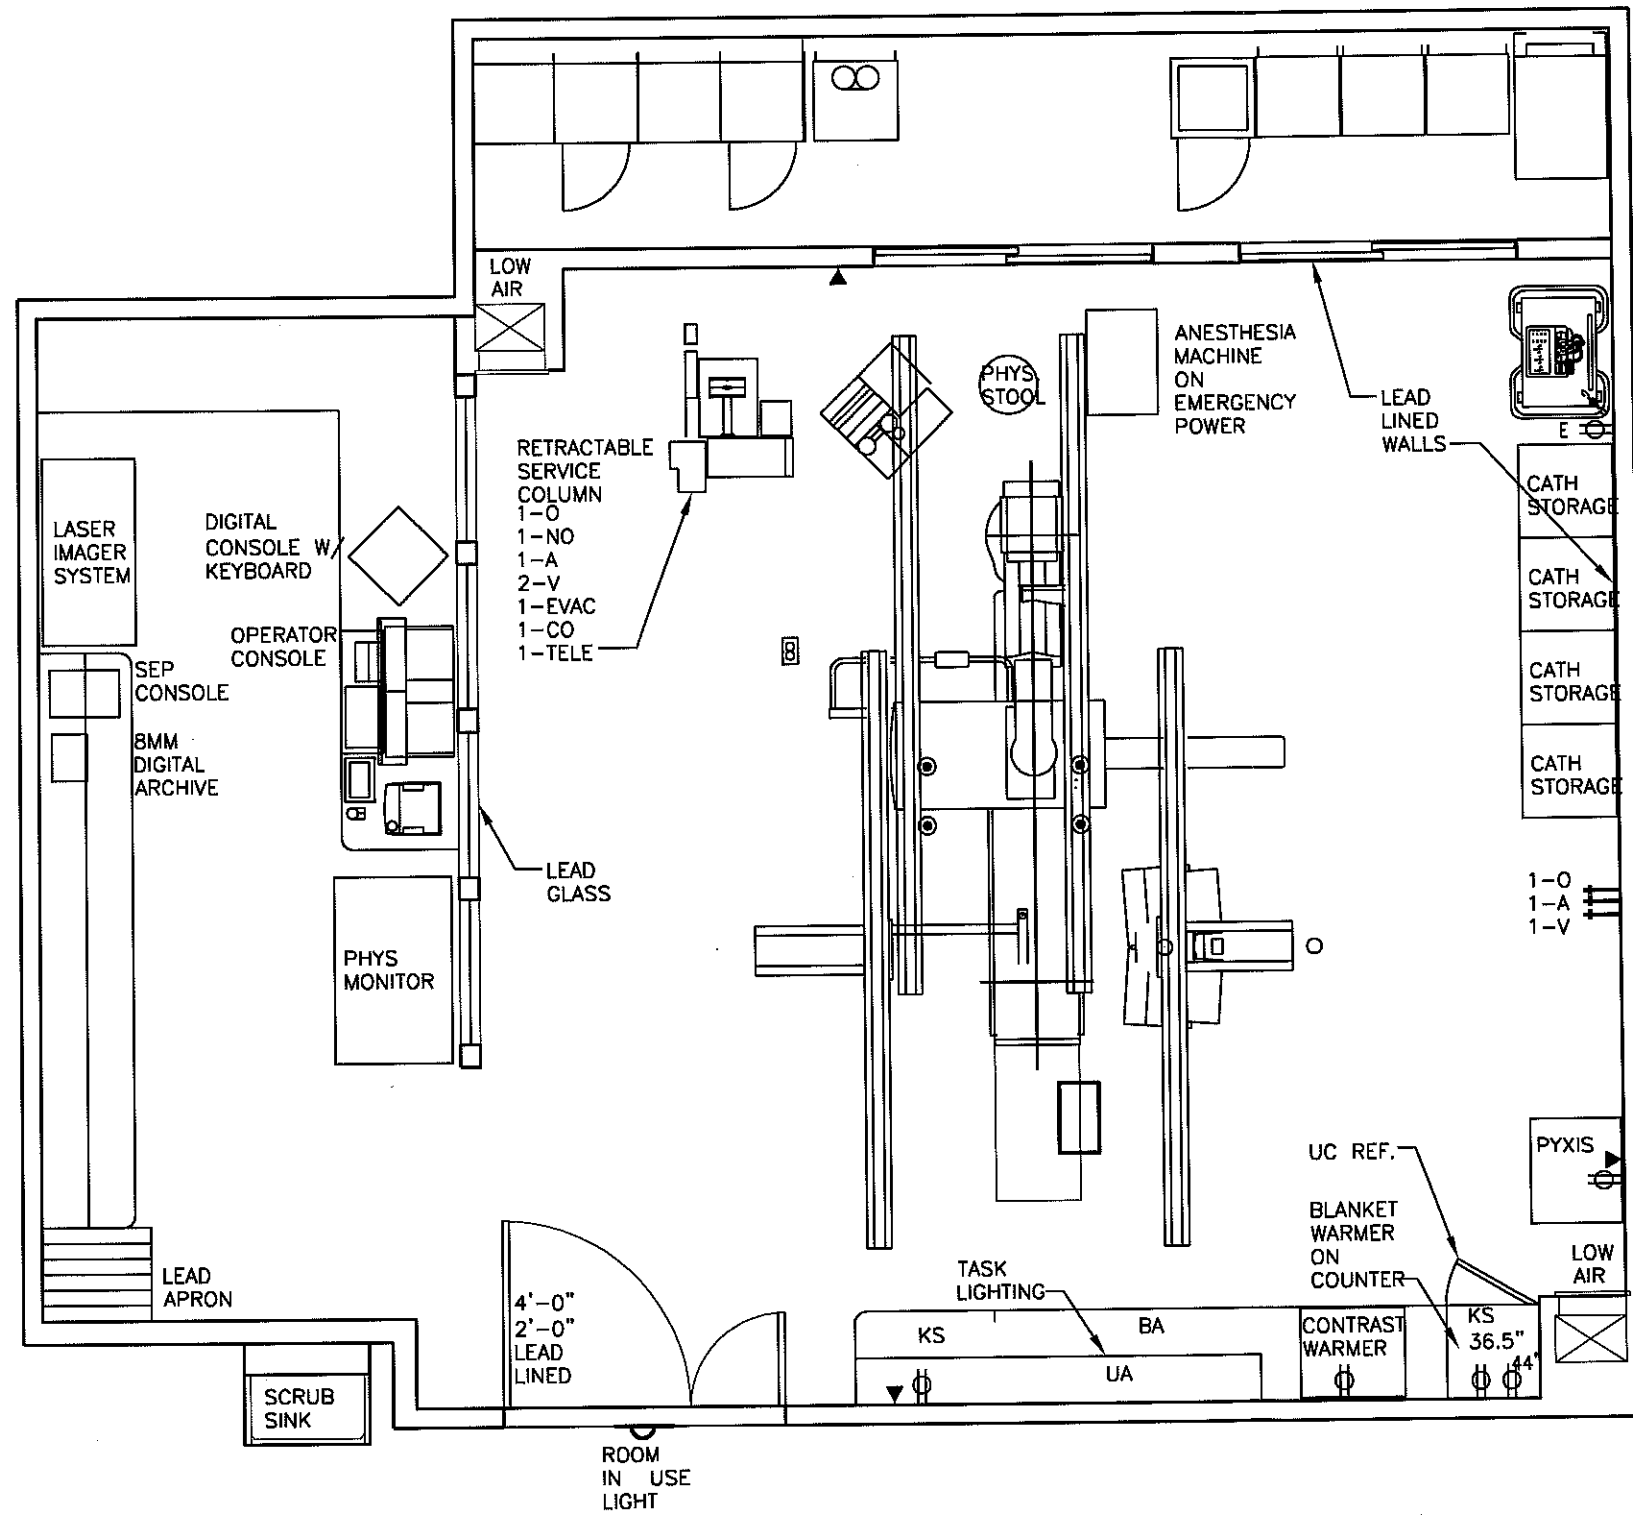 LOW
AIR
ANESTHESIA
MACHINE
ON
EMERGENCY
POWER
PHYS
STOOL
LEAD
LINED
WALLS
E
RETRACTABLE
SERVICE
COLUMN
1-O
1-NO
1-A
2-V
1-EVAC
1-CO
1-TELE
CATH
STORAGE
CATH
STORAGE
CATH
STORAGE
CATH
STORAGE
LASER
IMAGER
SYSTEM
DIGITAL
CONSOLE W/
KEYBOARD
OPERATOR
CONSOLE
SEP
CONSOLE
8MM
DIGITAL
ARCHIVE
LEAD
GLASS
1-O
1-A
1-V
PHYS
MONITOR
PYXIS
UC REF.
BLANKET
WARMER
ON
COUNTER
LOW
AIR
LEAD
APRON
TASK
LIGHTING
4'-0"
2'-0"
LEAD
LINED
KS
BA
UA
CONTRAST
WARMER
KS
36.5"
44"
SCRUB
SINK
ROOM
IN USE
LIGHT